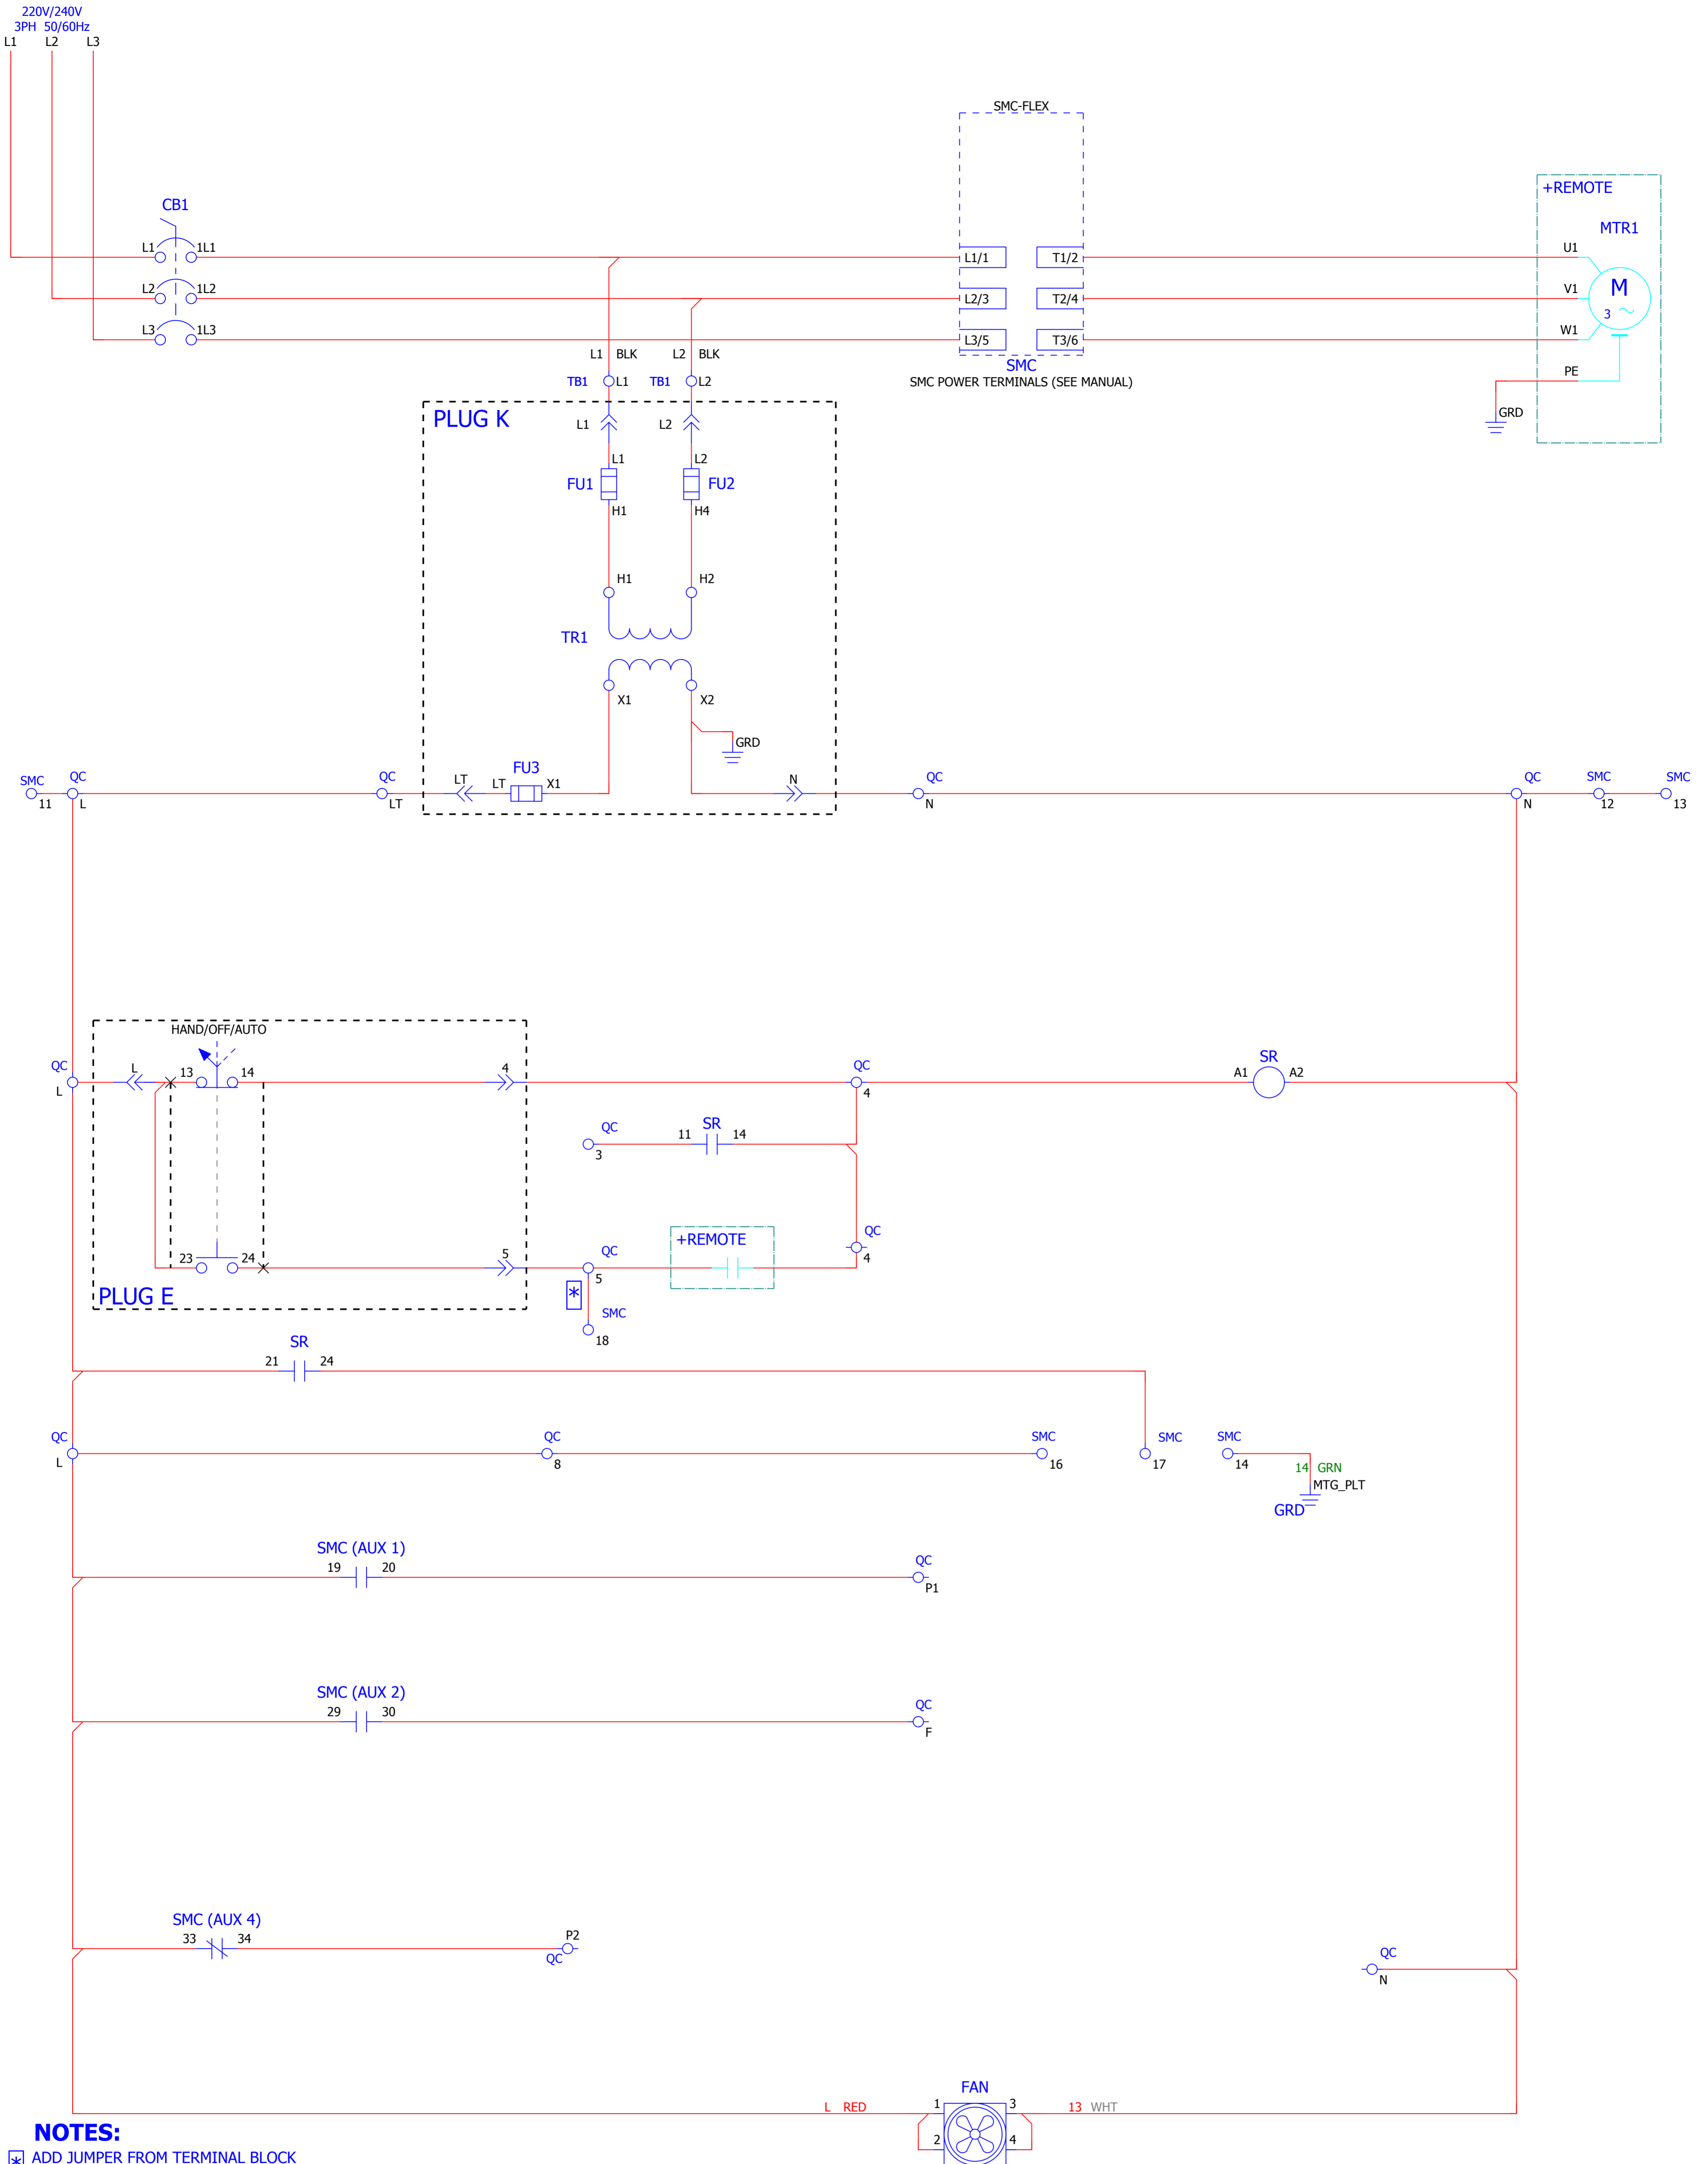 220V/240V
3PH 50/60Hz
L1 L2 L3
SMC-FLEX
+REMOTE
CB1
MTR1
L1 1L1
L1/1 T1/2
U1
L2 1L2
L2/3 T2/4
V1
M
3
L3 1L3
L3/5 T3/6
W1
L1 BLK L2 BLK
SMC
SMC POWER TERMINALS (SEE MANUAL)
PE
TB1 L1 TB1 L2
GRD
PLUG K
L1 L2
L1 L2
FU1 FU2
H1 H4
H1 H2
TR1
X1 X2
GRD
SMC QC QC LT LT FU3 X1 N QC QC SMC SMC
11 L LT N N 12 13
HAND/OFF/AUTO
QC L 13 14 4 QC SR
L 4 A1 A2
QC 11 SR 14
3
QC
4
+REMOTE
23 24 5 QC
5
PLUG E
*
SMC
18
SR
21 24
QC QC SMC SMC SMC
L 8 16 17 14
14 GRN
MTG_PLT
GRD
SMC (AUX 1)
19 20 QC
P1
SMC (AUX 2)
29 30 QC
F
SMC (AUX 4)
33 34 P2
QC
QC
N
FAN
L RED 1 3 13 WHT
2 4
NOTES:
* ADD JUMPER FROM TERMINAL BLOCK